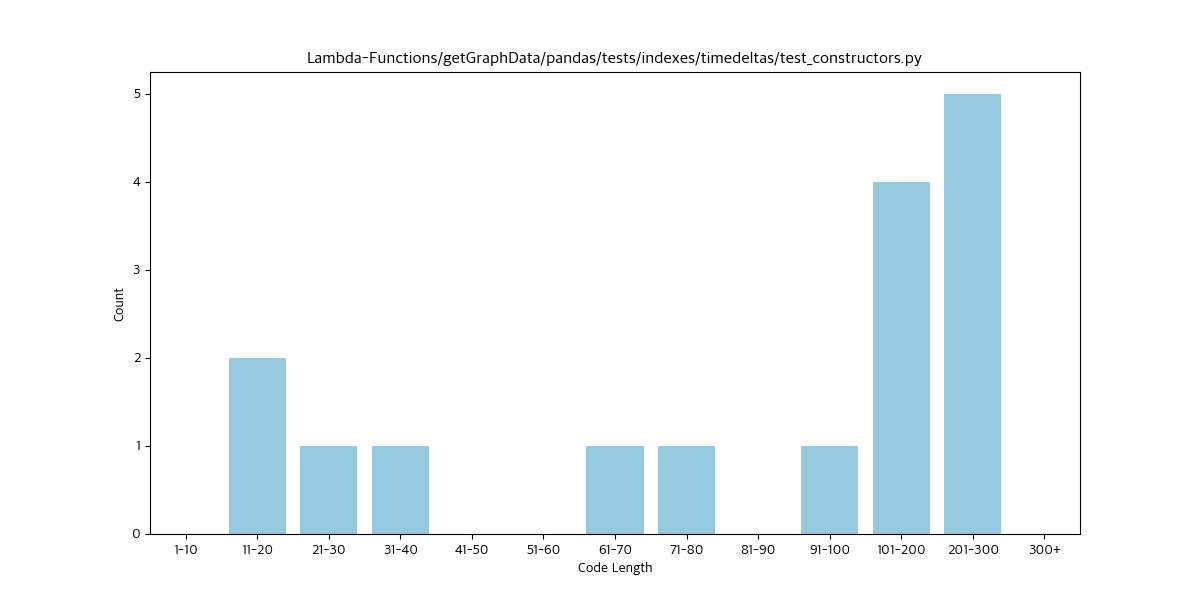 Lambda-Functions/getGraphData/pandas/tests/indexes/timedeltas/test_constructors.py
5
4
3
2
1
0
Count
1-10 11-20 21-30 31-40 41-50 51-60 61-70 71-80 81-90 91-100 101-200 201-300 300+
Code Length